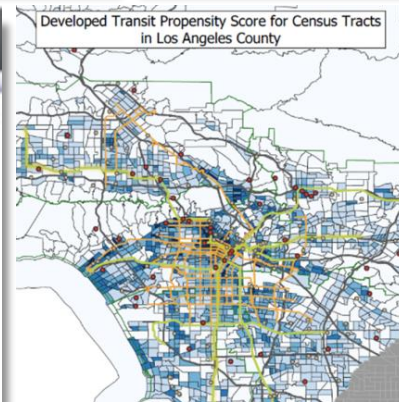 Developed Transit Propensity Score for Census Tracts
in Los Angeles County